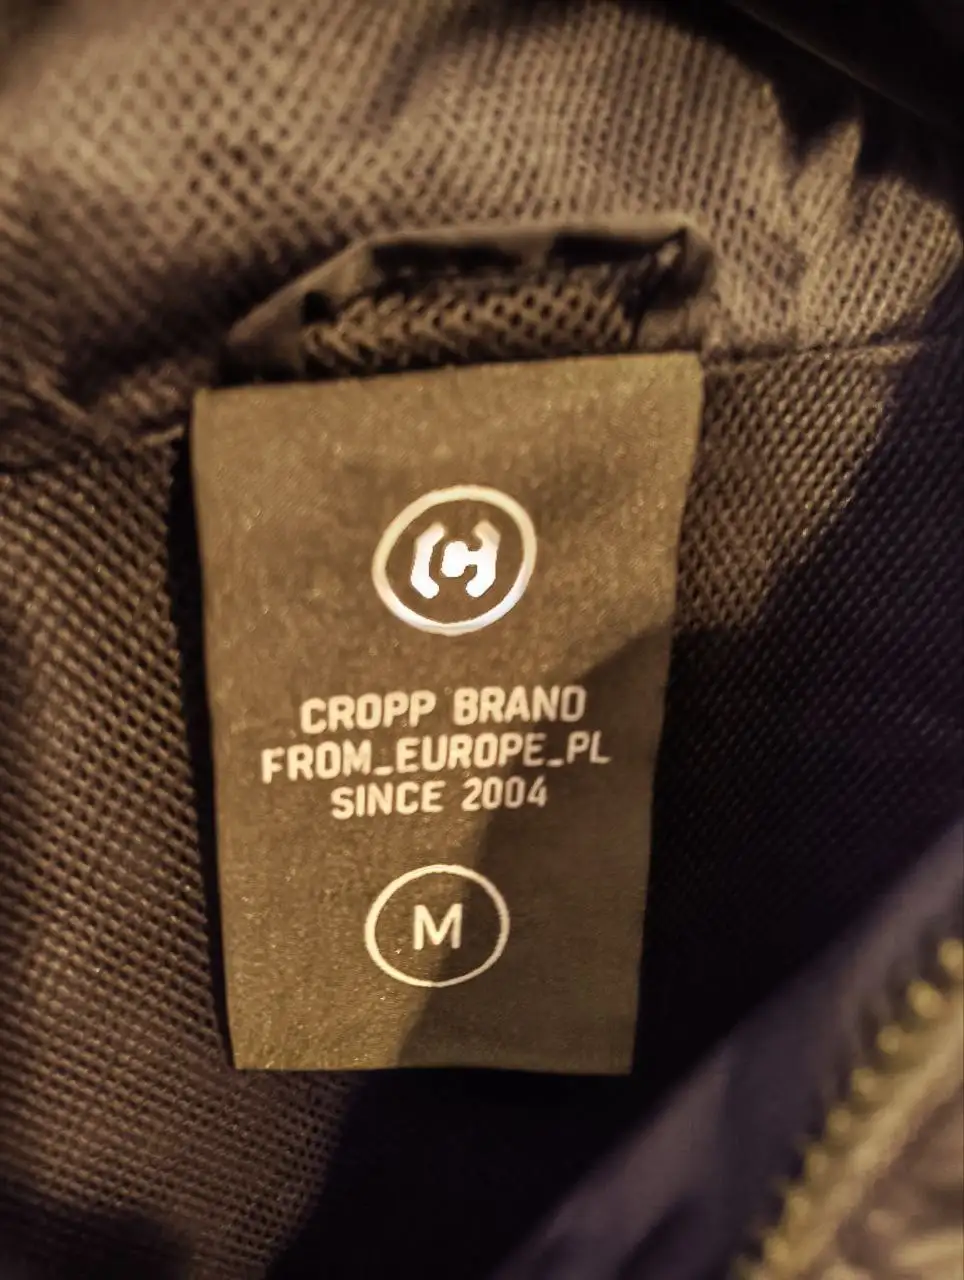 CROPP BRAND
FROM_EUROPE_PL
SINCE 2004
M